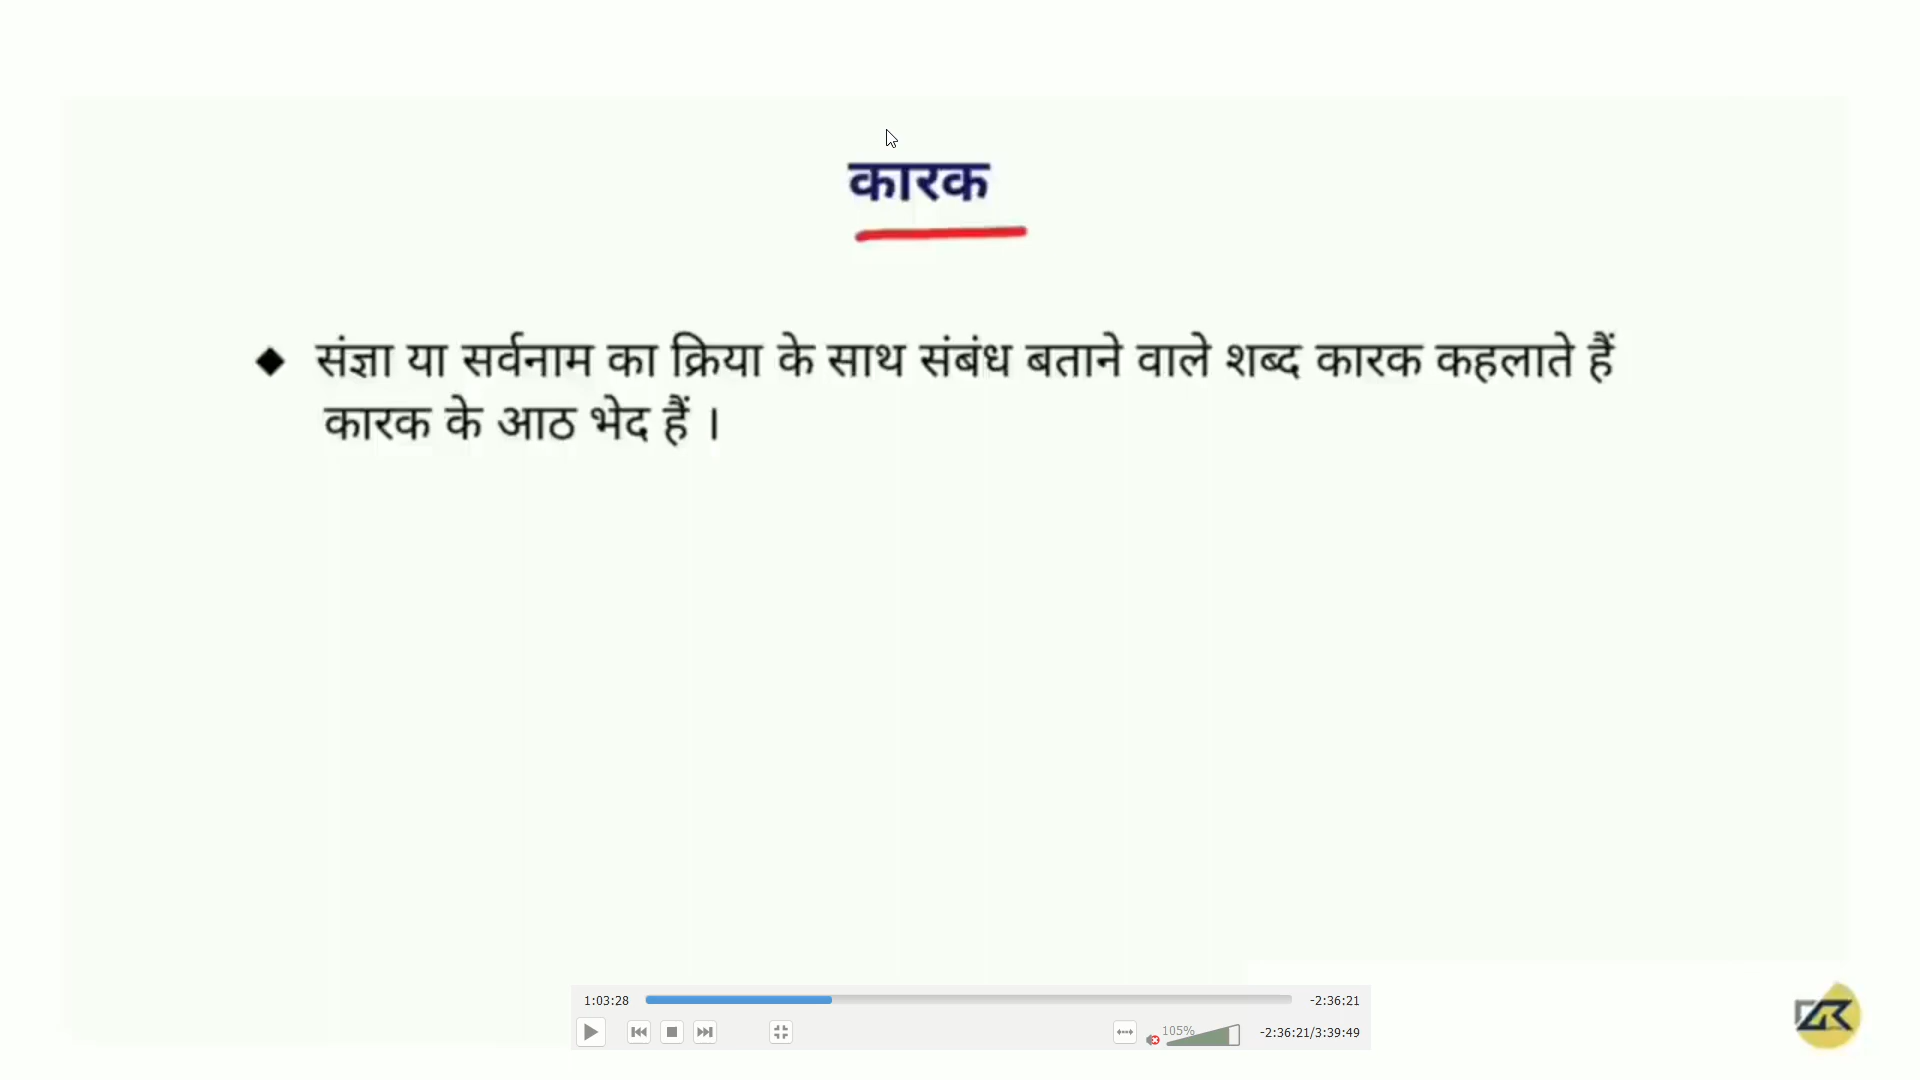 कारक
◆ संज्ञा या सर्वनाम का क्रिया के साथ संबंध बताने वाले शब्द कारक कहलाते हैं
कारक के आठ भेद हैं ।
1:03:28 -2:36:21
105% -2:36:21/3:39:49